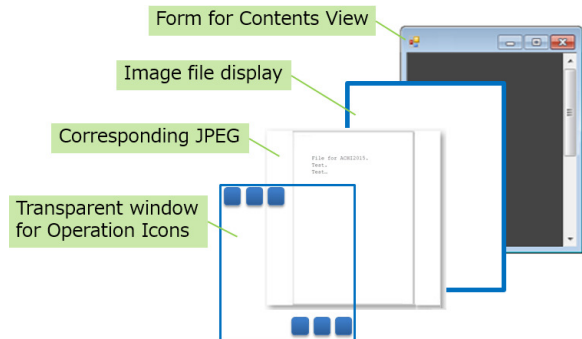 Form for Contents View
Image file display
Corresponding JPEG
File for ACHI2015.
Test.
Test…
Transparent window
for Operation Icons